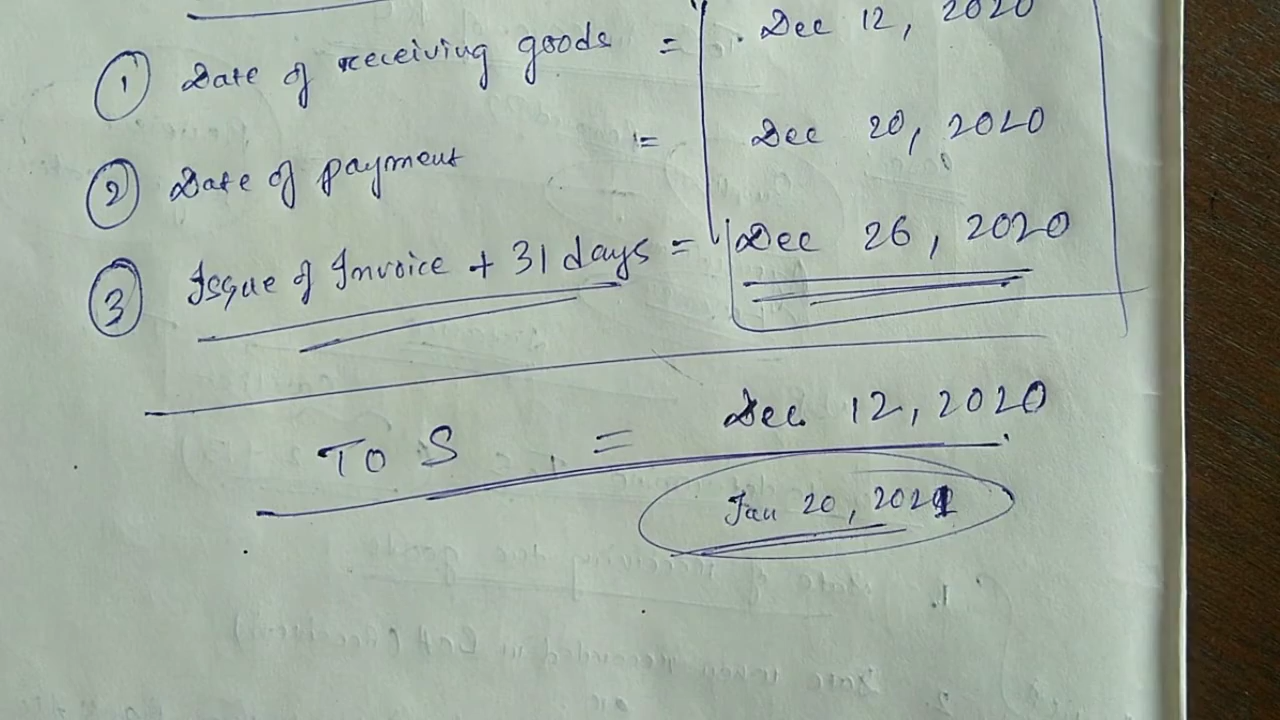 ① Date of receiving goods = Dec 12, 2020
② Date of payment = Dec 20, 2020
③ Issue of Invoice + 31 days = Dec 26, 2020
TO S = Dec. 12, 2020
Jan 20, 2021